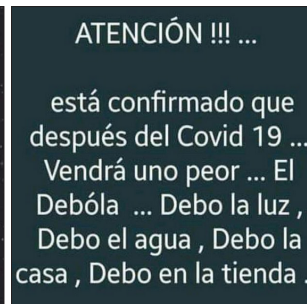 ATENCIÓN !!! ...
está confirmado que
después del Covid 19 ...
Vendrá uno peor ... El
Debóla ... Debo la luz ,
Debo el agua , Debo la
casa , Debo en la tienda .